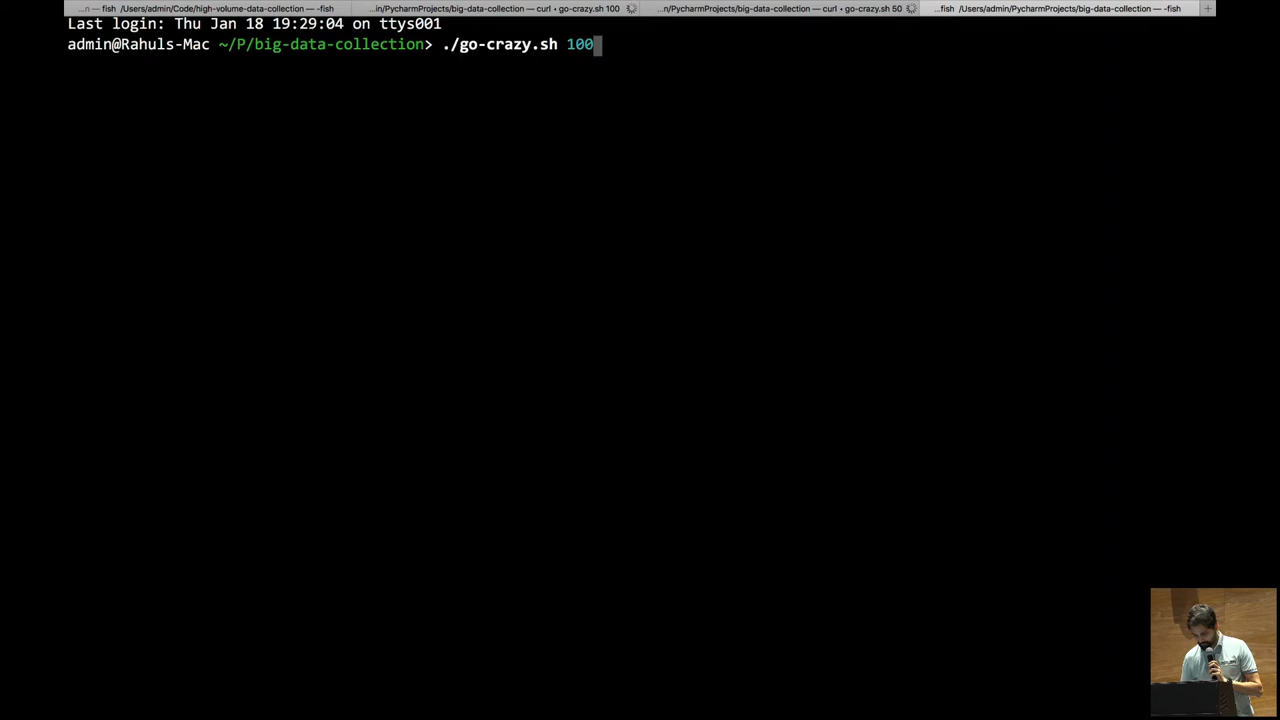 ...n — fish /Users/admin/Code/high-volume-data-collection — -fish
...in/PycharmProjects/big-data-collection — curl • go-crazy.sh 100
...n/PycharmProjects/big-data-collection — curl • go-crazy.sh 50
...fish /Users/admin/PycharmProjects/big-data-collection — -fish
+
Last login: Thu Jan 18 19:29:04 on ttys001
admin@Rahuls-Mac ~/P/big-data-collection> ./go-crazy.sh 100